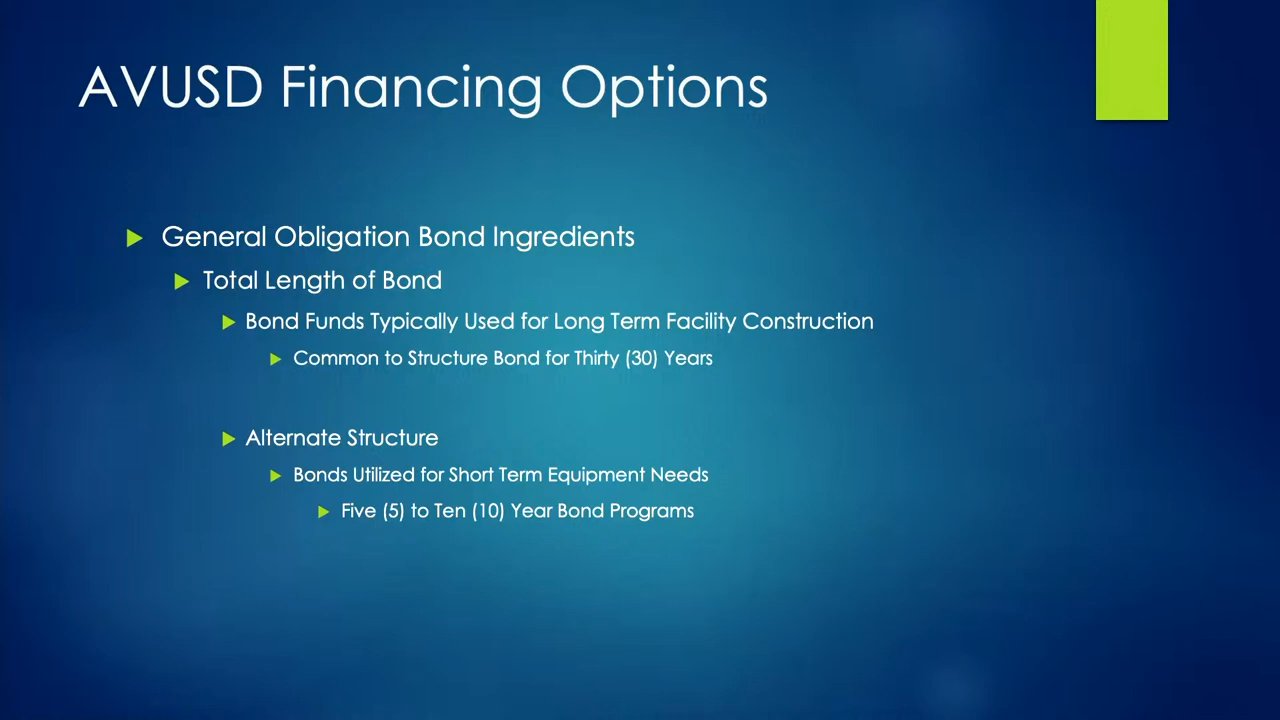 AVUSD Financing Options
General Obligation Bond Ingredients
Total Length of Bond
Bond Funds Typically Used for Long Term Facility Construction
Common to Structure Bond for Thirty (30) Years
Alternate Structure
Bonds Utilized for Short Term Equipment Needs
Five (5) to Ten (10) Year Bond Programs